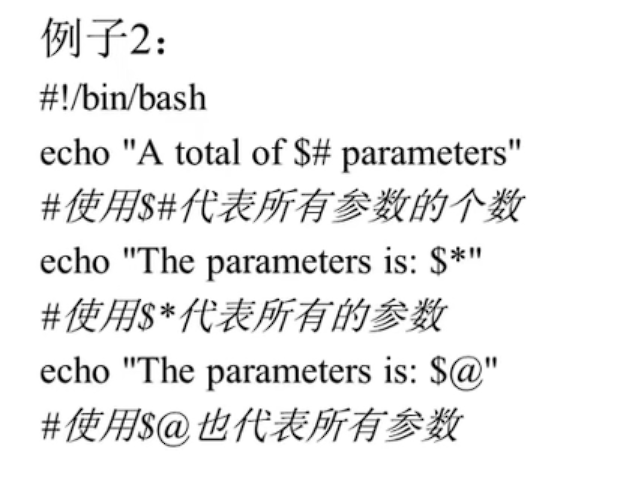 例子2：
#!/bin/bash
echo "A total of $# parameters"
#使用$#代表所有参数的个数
echo "The parameters is: $*"
#使用$*代表所有的参数
echo "The parameters is: $@"
#使用$@也代表所有参数